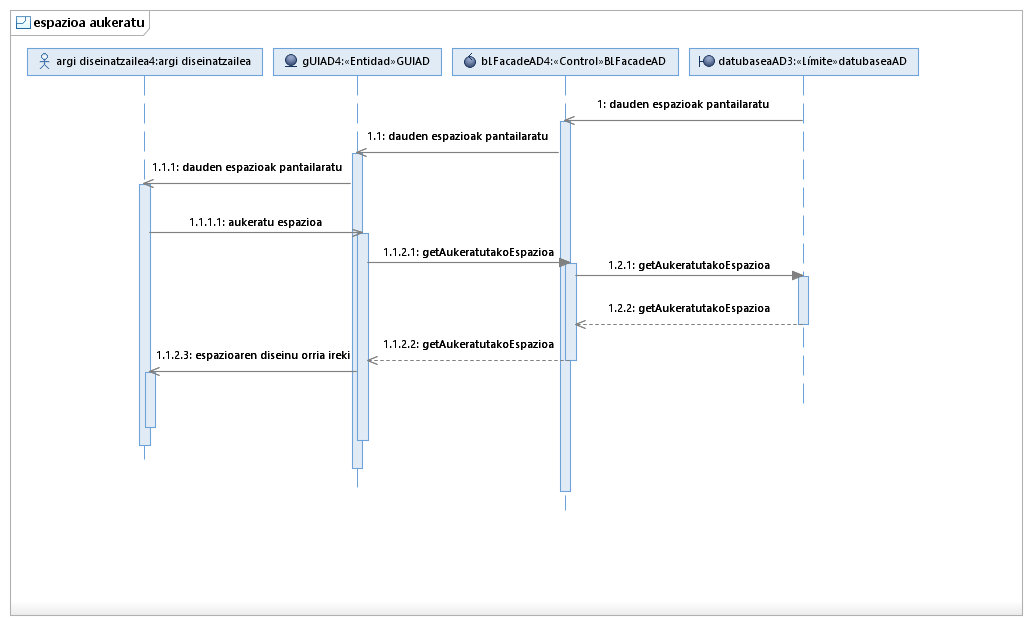 espazioa aukeratu
argi diseinatzailea4:argi diseinatzailea
gUIAD4:«Entidad»GUIAD
bLFacadeAD4:«Control»BLFacadeAD
datubaseaAD3:«Límite»datubaseaAD
1: dauden espazioak pantailaratu
1.1: dauden espazioak pantailaratu
1.1.1: dauden espazioak pantailaratu
1.1.1.1: aukeratu espazioa
1.1.2.1: getAukeratutakoEspazioa
1.2.1: getAukeratutakoEspazioa
1.2.2: getAukeratutakoEspazioa
1.1.2.2: getAukeratutakoEspazioa
1.1.2.3: espazioaren diseinu orria ireki